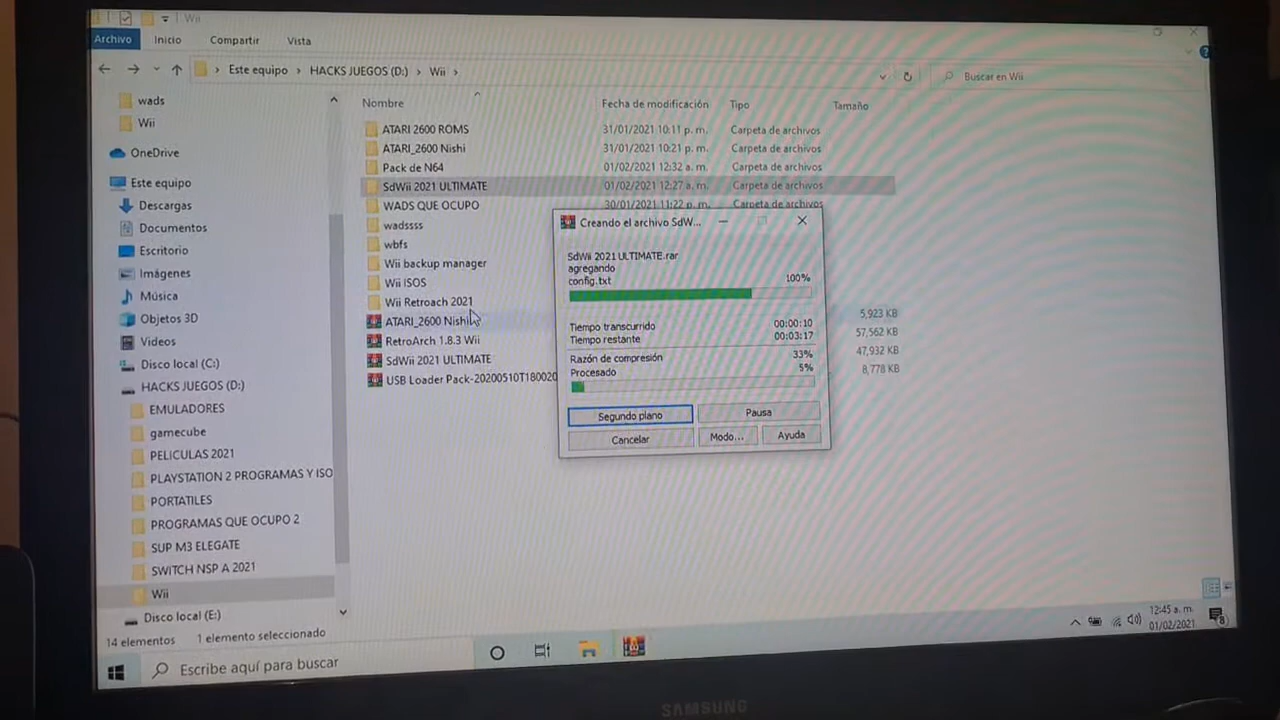 Wii
Archivo Inicio Compartir Vista
Este equipo > HACKS JUEGOS (D:) > Wii >
Buscar en Wii
wads
Wii
OneDrive
Este equipo
Descargas
Documentos
Escritorio
Imágenes
Música
Objetos 3D
Videos
Disco local (C:)
HACKS JUEGOS (D:)
EMULADORES
gamecube
PELICULAS 2021
PLAYSTATION 2 PROGRAMAS Y ISO
PORTATILES
PROGRAMAS QUE OCUPO 2
SUP M3 ELEGATE
SWITCH NSP A 2021
Wii
Disco local (E:)
Nombre Fecha de modificación Tipo Tamaño
ATARI 2600 ROMS 31/01/2021 10:11 p. m. Carpeta de archivos
ATARI_2600 Nishi 31/01/2021 10:21 p. m. Carpeta de archivos
Pack de N64 01/02/2021 12:32 a. m. Carpeta de archivos
SdWii 2021 ULTIMATE 01/02/2021 12:27 a. m. Carpeta de archivos
WADS QUE OCUPO 30/01/2021 11:22 p. m. Carpeta de archivos
wadssss
wbfs
Wii backup manager
Wii ISOS
Wii Retroach 2021
ATARI_2600 Nishi 5,923 KB
RetroArch 1.8.3 Wii 57,562 KB
SdWii 2021 ULTIMATE 47,932 KB
USB Loader Pack-20200510T180020 8,778 KB
Creando el archivo SdW...
SdWii 2021 ULTIMATE.rar
agregando
config.txt 100%
Tiempo transcurrido 00:00:10
Tiempo restante 00:03:17
Razón de compresión 33%
Procesado 5%
Segundo plano Pausa
Cancelar Modo... Ayuda
14 elementos 1 elemento seleccionado
Escribe aquí para buscar
12:45 a. m.
01/02/2021
8
SAMSUNG